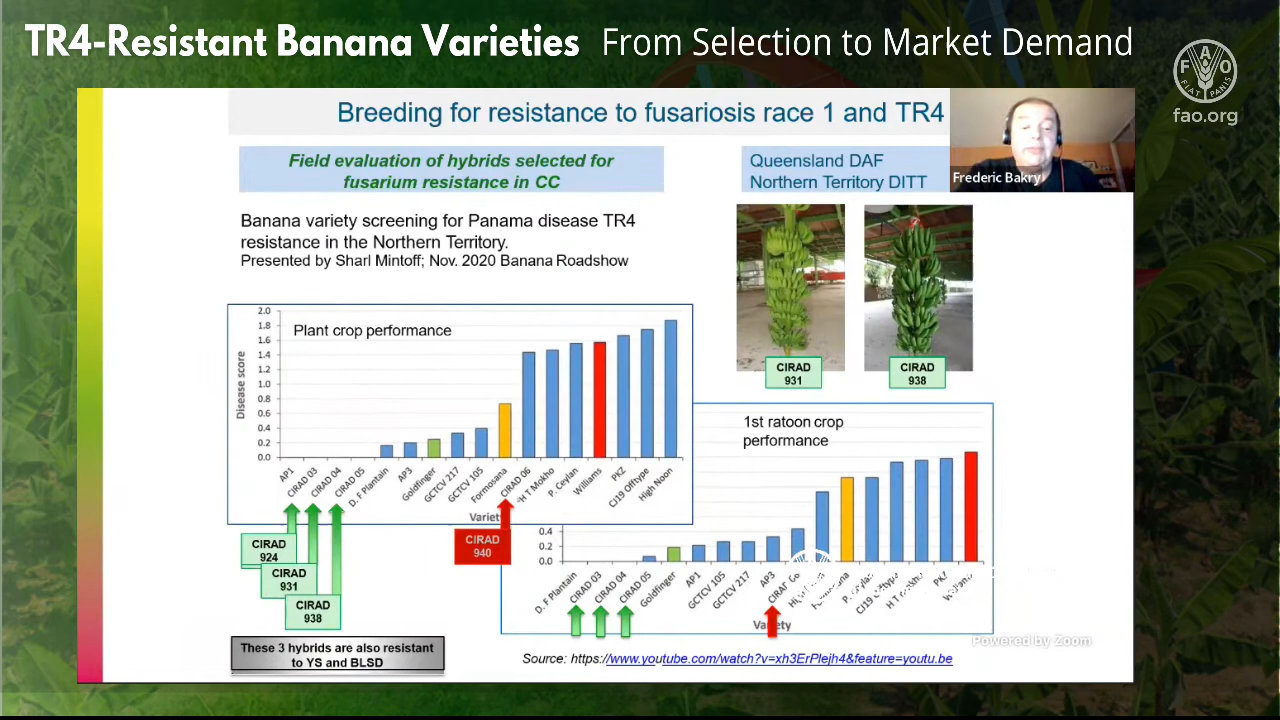 TR4-Resistant Banana Varieties From Selection to Market Demand
FAO
FIAT PANIS
fao.org
Breeding for resistance to fusariosis race 1 and TR4
Frederic Bakry
Field evaluation of hybrids selected for
fusarium resistance in CC
Queensland DAF
Northern Territory DITT
Banana variety screening for Panama disease TR4
resistance in the Northern Territory.
Presented by Sharl Mintoff; Nov. 2020 Banana Roadshow
Plant crop performance
Disease score
2.0
1.8
1.6
1.4
1.2
1.0
0.8
0.6
0.4
0.2
0.0
AP1
CIRAD 03
CIRAD 04
CIRAD 05
D. F Plantain
AP3
Goldfinger
GCTCV 217
GCTCV 105
Formosana
CIRAD 06
H T Mokho
P. Ceylan
Williams
PKZ
CJ19 Offtype
High Noon
CIRAD
931
CIRAD
938
CIRAD
924
CIRAD
931
CIRAD
938
CIRAD
940
1st ratoon crop
performance
0.4
0.2
0.0
D. F Plantain
CIRAD 03
CIRAD 04
CIRAD 05
Goldfinger
AP1
GCTCV 105
GCTCV 217
AP3
CJ19 Offtype
PKZ
Variety
These 3 hybrids are also resistant
to YS and BLSD
Source: https://www.youtube.com/watch?v=xh3ErPlejh4&feature=youtu.be
Powered by Zoom